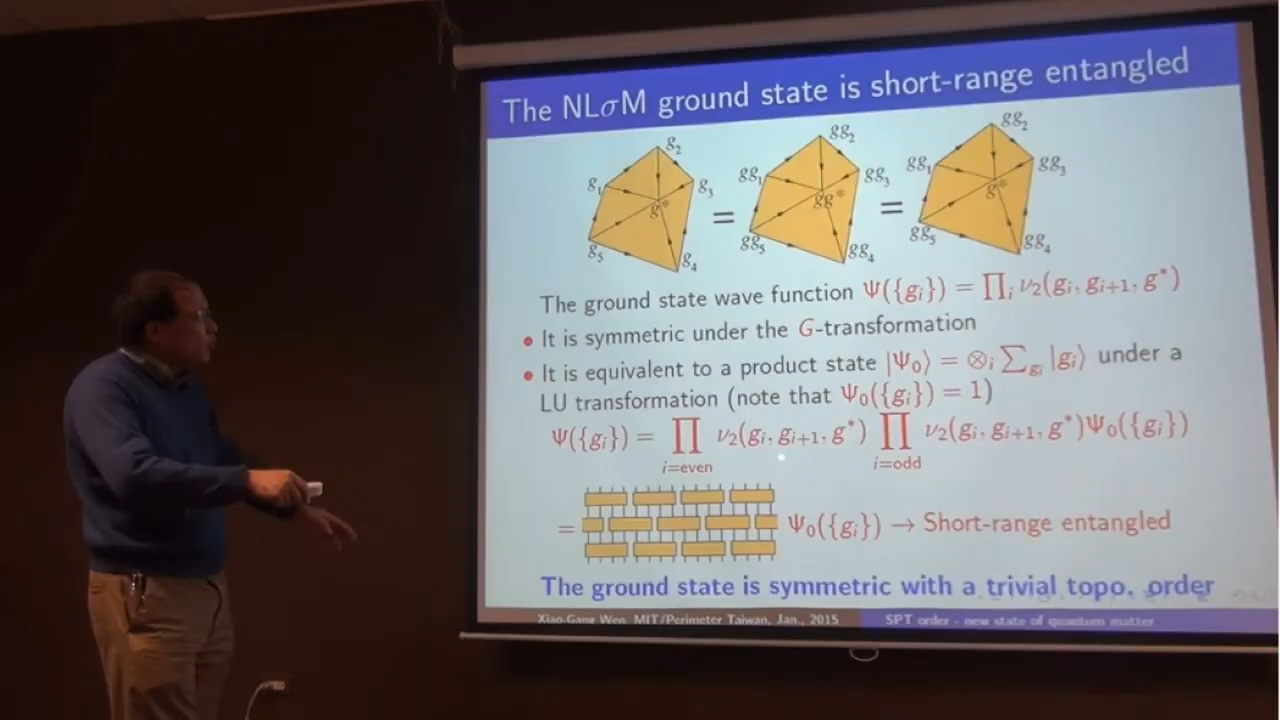 The NLσM ground state is short-range entangled
g₂ gg₂ gg₂
g₁ g₃ gg₁ gg₃ gg₁ gg₃
g* = gg* = g*
g₅ g₄ gg₅ gg₄ gg₅ gg₄
The ground state wave function Ψ({gᵢ}) = ∏ᵢ ν₂(gᵢ, gᵢ₊₁, g*)
• It is symmetric under the G-transformation
• It is equivalent to a product state |Ψ₀⟩ = ⊗ᵢ ∑_{gᵢ} |gᵢ⟩ under a
LU transformation (note that Ψ₀({gᵢ}) = 1)
Ψ({gᵢ}) = ∏_{i=even} ν₂(gᵢ, gᵢ₊₁, g*) ∏_{i=odd} ν₂(gᵢ, gᵢ₊₁, g*)Ψ₀({gᵢ})
= Ψ₀({gᵢ}) → Short-range entangled
The ground state is symmetric with a trivial topo. order
Xiao-Gang Wen, MIT/Perimeter Taiwan, Jan., 2015 SPT order - new state of quantum matter